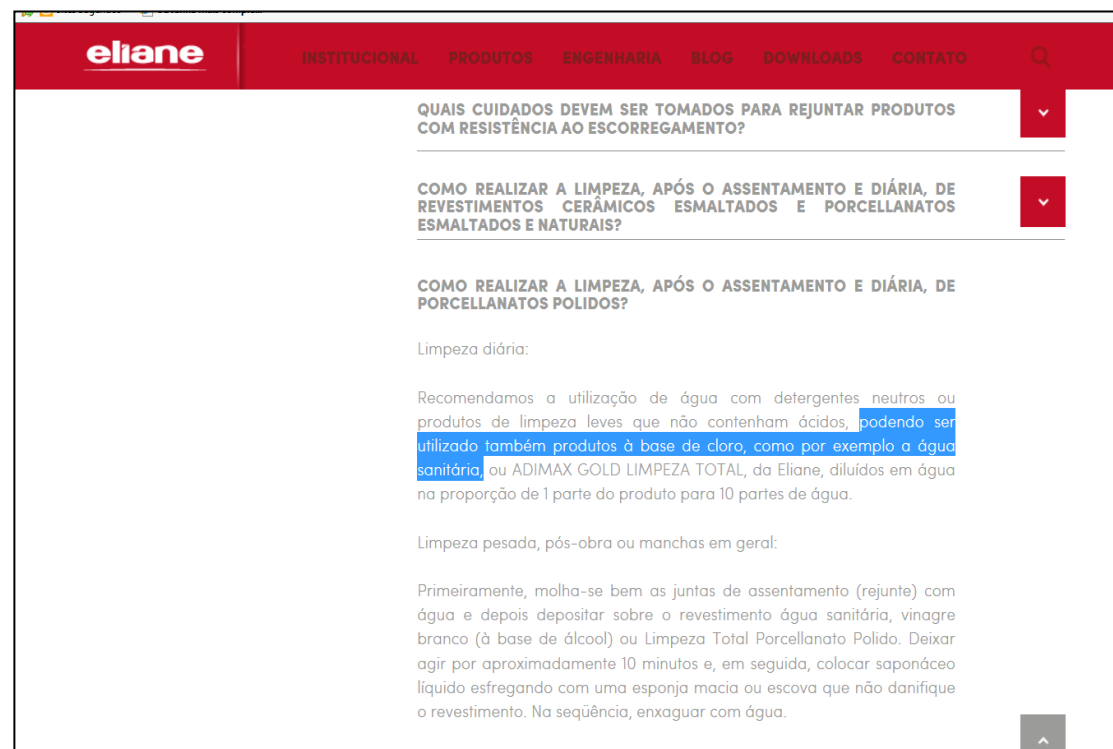 eliane
INSTITUCIONAL PRODUTOS ENGENHARIA BLOG DOWNLOADS CONTATO
QUAIS CUIDADOS DEVEM SER TOMADOS PARA REJUNTAR PRODUTOS
COM RESISTÊNCIA AO ESCORREGAMENTO?
COMO REALIZAR A LIMPEZA, APÓS O ASSENTAMENTO E DIÁRIA, DE
REVESTIMENTOS CERÂMICOS ESMALTADOS E PORCELLANATOS
ESMALTADOS E NATURAIS?
COMO REALIZAR A LIMPEZA, APÓS O ASSENTAMENTO E DIÁRIA, DE
PORCELLANATOS POLIDOS?
Limpeza diária:
Recomendamos a utilização de água com detergentes neutros ou
produtos de limpeza leves que não contenham ácidos, podendo ser
utilizado também produtos à base de cloro, como por exemplo a água
sanitária, ou ADIMAX GOLD LIMPEZA TOTAL, da Eliane, diluídos em água
na proporção de 1 parte do produto para 10 partes de água.
Limpeza pesada, pós-obra ou manchas em geral:
Primeiramente, molha-se bem as juntas de assentamento (rejunte) com
água e depois depositar sobre o revestimento água sanitária, vinagre
branco (à base de álcool) ou Limpeza Total Porcellanato Polido. Deixar
agir por aproximadamente 10 minutos e, em seguida, colocar saponáceo
líquido esfregando com uma esponja macia ou escova que não danifique
o revestimento. Na seqüência, enxaguar com água.